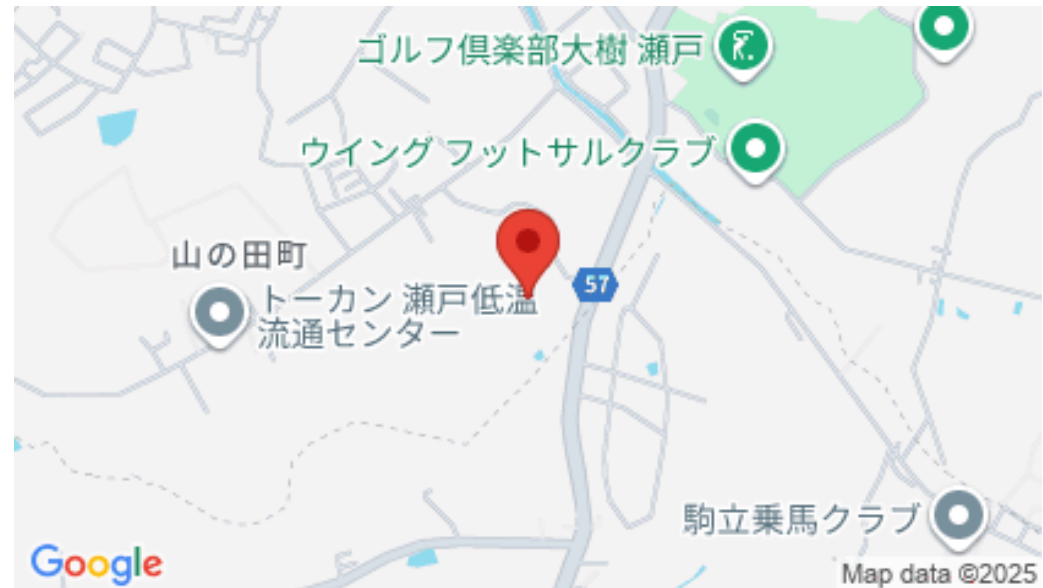 ゴルフ倶楽部大樹 瀬戸
ウイング フットサルクラブ
山の田町
トーカン 瀬戸低温
流通センター
57
駒立乗馬クラブ
Google
Map data ©2025